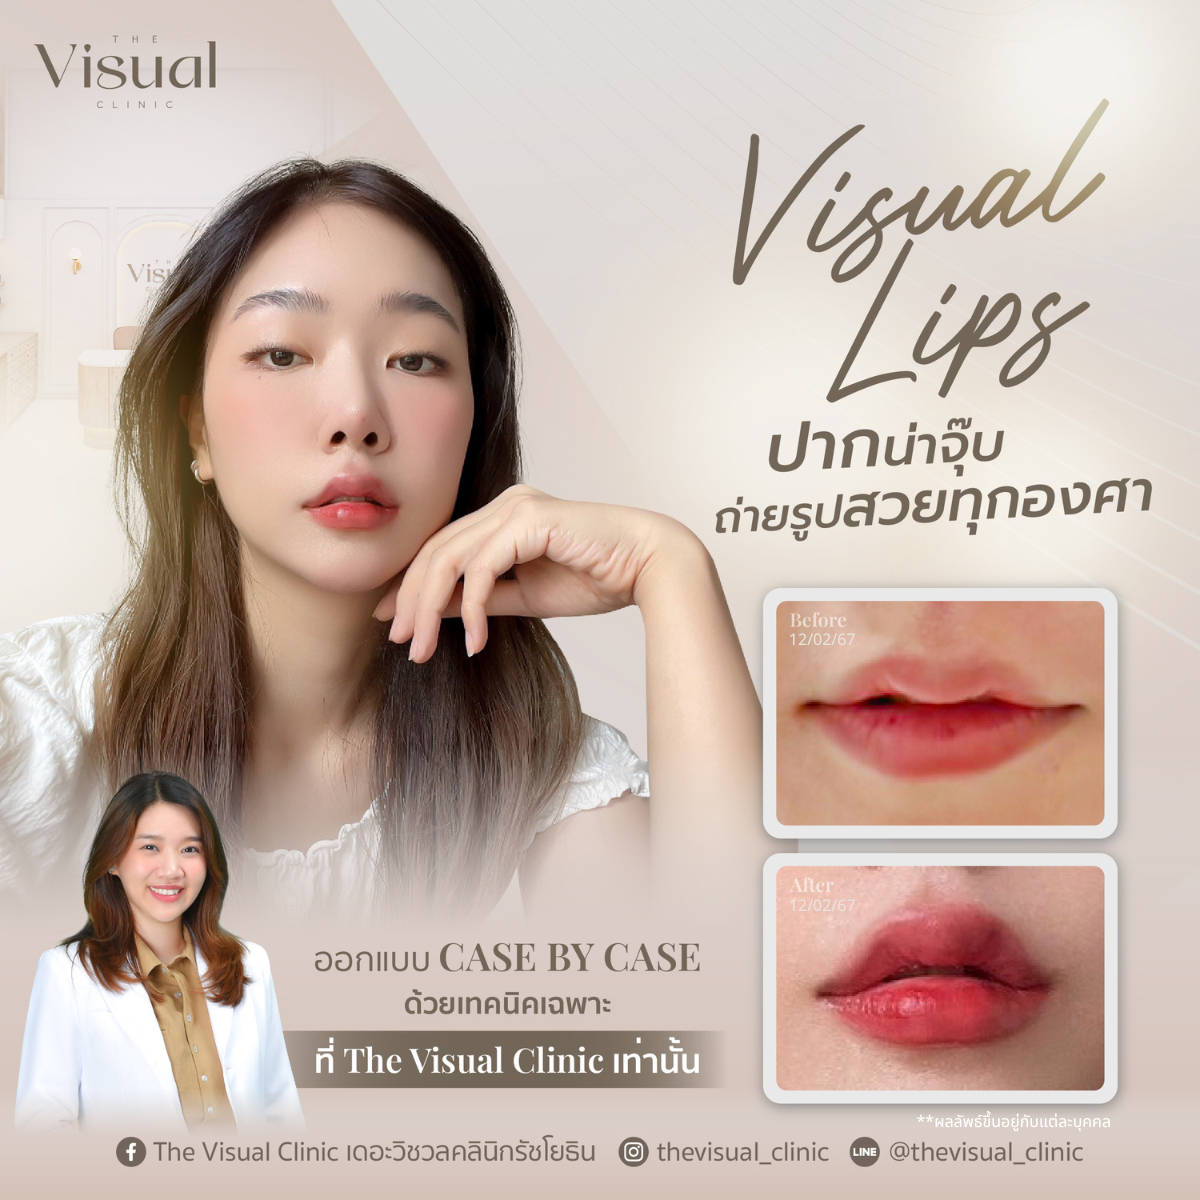 THE
Visual
CLINIC
Visual
Lips
ปากน่าจุ๊บ
ถ่ายรูปสวยทุกองศา
Before
12/02/67
After
12/02/67
ออกแบบ CASE BY CASE
ด้วยเทคนิคเฉพาะ
ที่ The Visual Clinic เท่านั้น
**ผลลัพธ์ขึ้นอยู่กับแต่ละบุคคล
The Visual Clinic เดอะวิชวลคลินิกรัชโยธิน thevisual_clinic LINE @thevisual_clinic